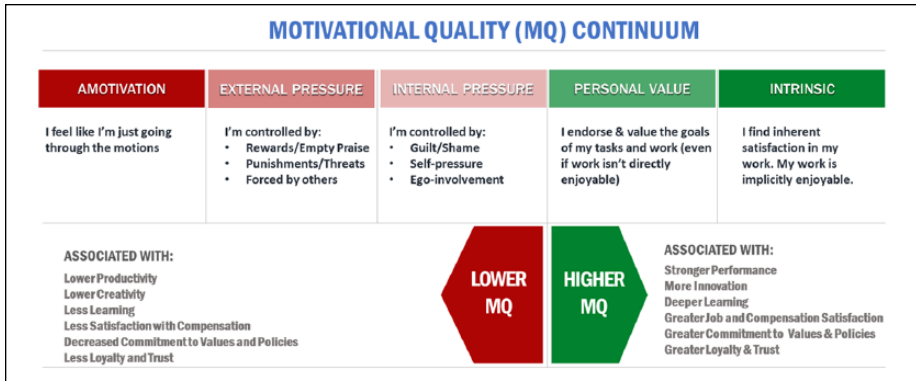 MOTIVATIONAL QUALITY (MQ) CONTINUUM
AMOTIVATION
EXTERNAL PRESSURE
INTERNAL PRESSURE
PERSONAL VALUE
INTRINSIC
I feel like I'm just going
through the motions
I'm controlled by:
• Rewards/Empty Praise
• Punishments/Threats
• Forced by others
I'm controlled by:
• Guilt/Shame
• Self-pressure
• Ego-involvement
I endorse & value the goals
of my tasks and work (even
if work isn't directly
enjoyable)
I find inherent
satisfaction in my
work. My work is
implicitly enjoyable.
ASSOCIATED WITH:
Lower Productivity
Lower Creativity
Less Learning
Less Satisfaction with Compensation
Decreased Commitment to Values and Policies
Less Loyalty and Trust
LOWER
MQ
HIGHER
MQ
ASSOCIATED WITH:
Stronger Performance
More Innovation
Deeper Learning
Greater Job and Compensation Satisfaction
Greater Commitment to Values & Policies
Greater Loyalty & Trust